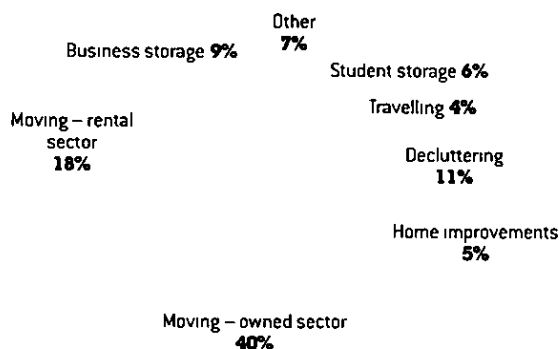 Other
7%
Business storage 9%
Student storage 6%
Travelling 4%
Moving – rental
sector
18%
Decluttering
11%
Home improvements
5%
Moving – owned sector
40%